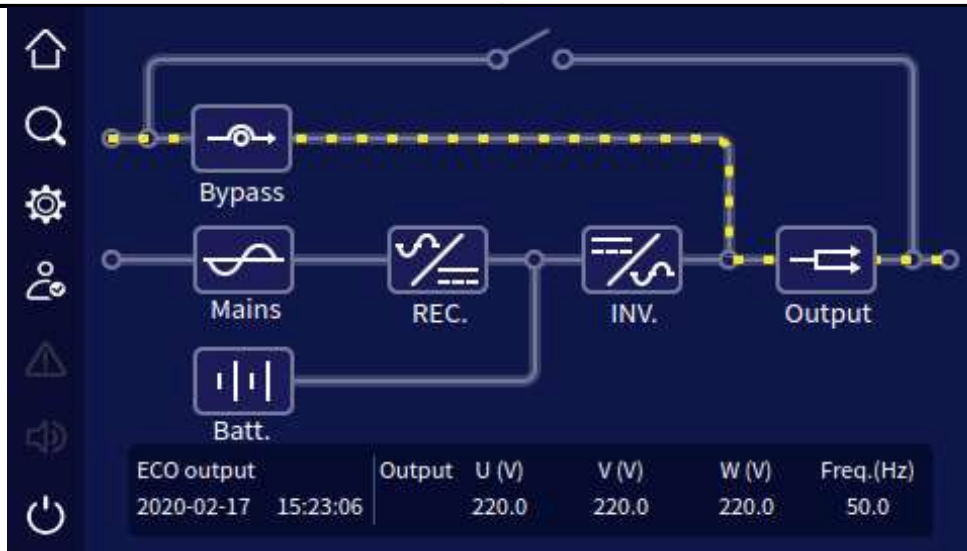 Bypass
Mains
REC.
INV.
Output
Batt.
ECO output Output U (V) V (V) W (V) Freq.(Hz)
2020-02-17 15:23:06 220.0 220.0 220.0 50.0